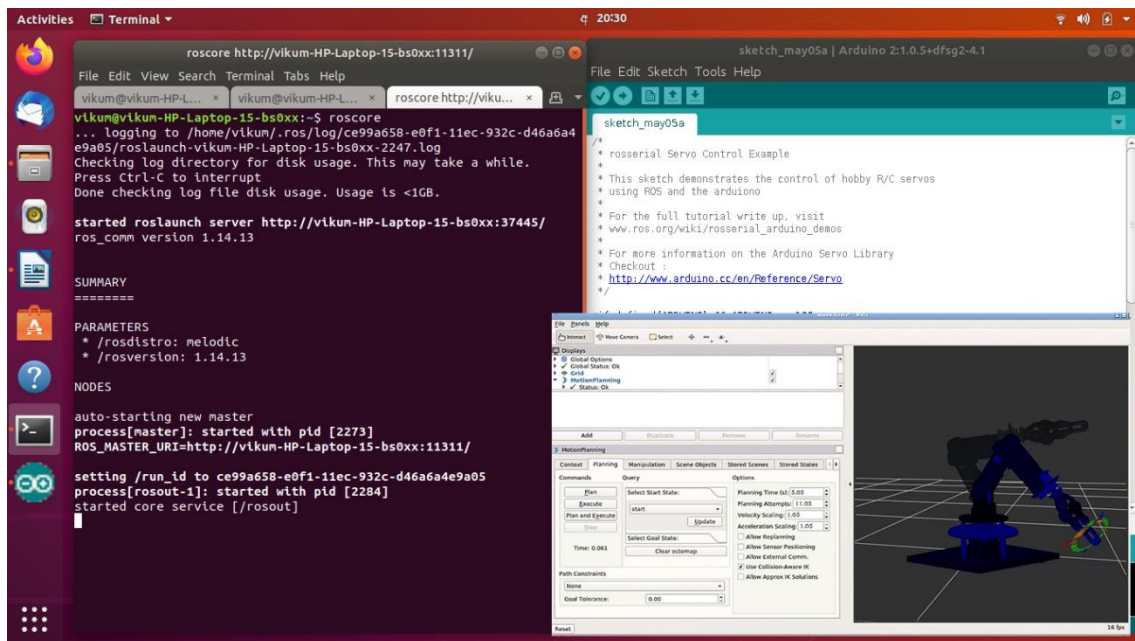 Activities Terminal 20:30
roscore http://vikum-HP-Laptop-15-bs0xx:11311/
File Edit View Search Terminal Tabs Help
vikum@vikum-HP-L... × vikum@vikum-HP-L... × roscore http://viku... ×
vikum@vikum-HP-Laptop-15-bs0xx:~$ roscore
... logging to /home/vikum/.ros/log/ce99a658-e0f1-11ec-932c-d46a6a4
e9a05/roslaunch-vikum-HP-Laptop-15-bs0xx-2247.log
Checking log directory for disk usage. This may take a while.
Press Ctrl-C to interrupt
Done checking log file disk usage. Usage is <1GB.
started roslaunch server http://vikum-HP-Laptop-15-bs0xx:37445/
ros_comm version 1.14.13
SUMMARY
========
PARAMETERS
* /rosdistro: melodic
* /rosversion: 1.14.13
NODES
auto-starting new master
process[master]: started with pid [2273]
ROS_MASTER_URI=http://vikum-HP-Laptop-15-bs0xx:11311/
setting /run_id to ce99a658-e0f1-11ec-932c-d46a6a4e9a05
process[rosout-1]: started with pid [2284]
started core service [/rosout]
sketch_may05a | Arduino 2:1.0.5+dfsg2-4.1
File Edit Sketch Tools Help
sketch_may05a
/*
* rosserial Servo Control Example
*
* This sketch demonstrates the control of hobby R/C servos
* using ROS and the arduiono
*
* For the full tutorial write up, visit
* www.ros.org/wiki/rosserial_arduino_demos
*
* For more information on the Arduino Servo Library
* Checkout :
* http://www.arduino.cc/en/Reference/Servo
*/
File Panels Help
Interact Move Camera Select
Displays
Global Options
Global Status: Ok
Grid
MotionPlanning
Status: Ok
Add Duplicate Remove Rename
MotionPlanning
Context Planning Manipulation Scene Objects Stored Scenes Stored States
Commands Query Options
Plan Select Start State: Planning Time (s): 5.05
Execute start Planning Attempts: 11.05
Plan and Execute Velocity Scaling: 1.05
Stop Update Acceleration Scaling: 1.05
Select Goal State: Allow Replanning
Time: 0.061 Clear octomap Allow Sensor Positioning
Allow External Comm.
Path Constraints Use Collision-Aware IK
None Allow Approx IK Solutions
Goal Tolerance: 0.00
Reset 16 fps